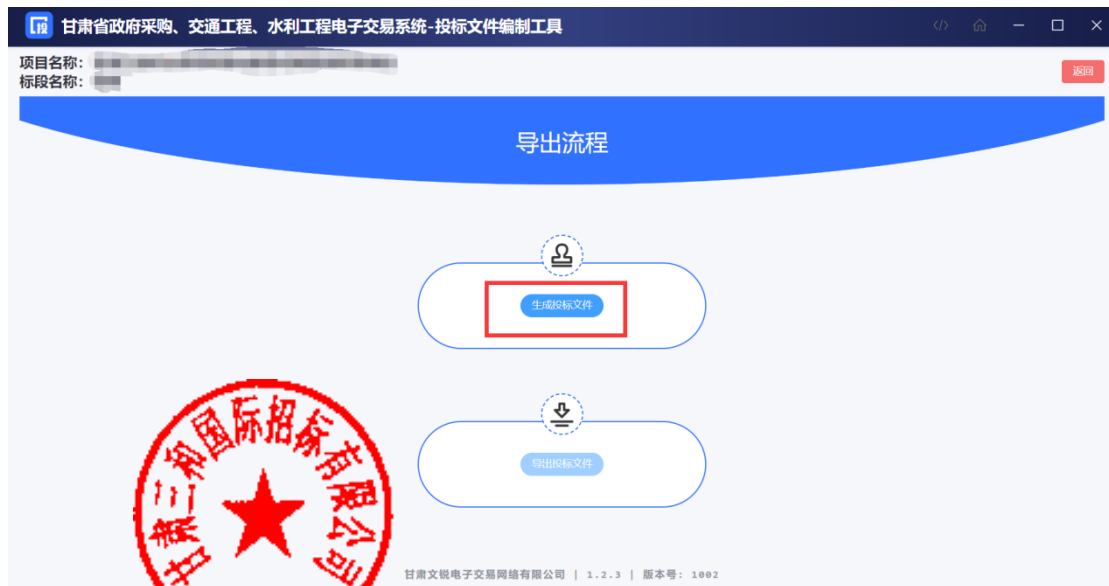 甘肃省政府采购、交通工程、水利工程电子交易系统-投标文件编制工具
项目名称：
标段名称：
返回
导出流程
生成投标文件
导出投标文件
甘肃三和国际招标有限公司
甘肃文锐电子交易网络有限公司 | 1.2.3 | 版本号: 1002